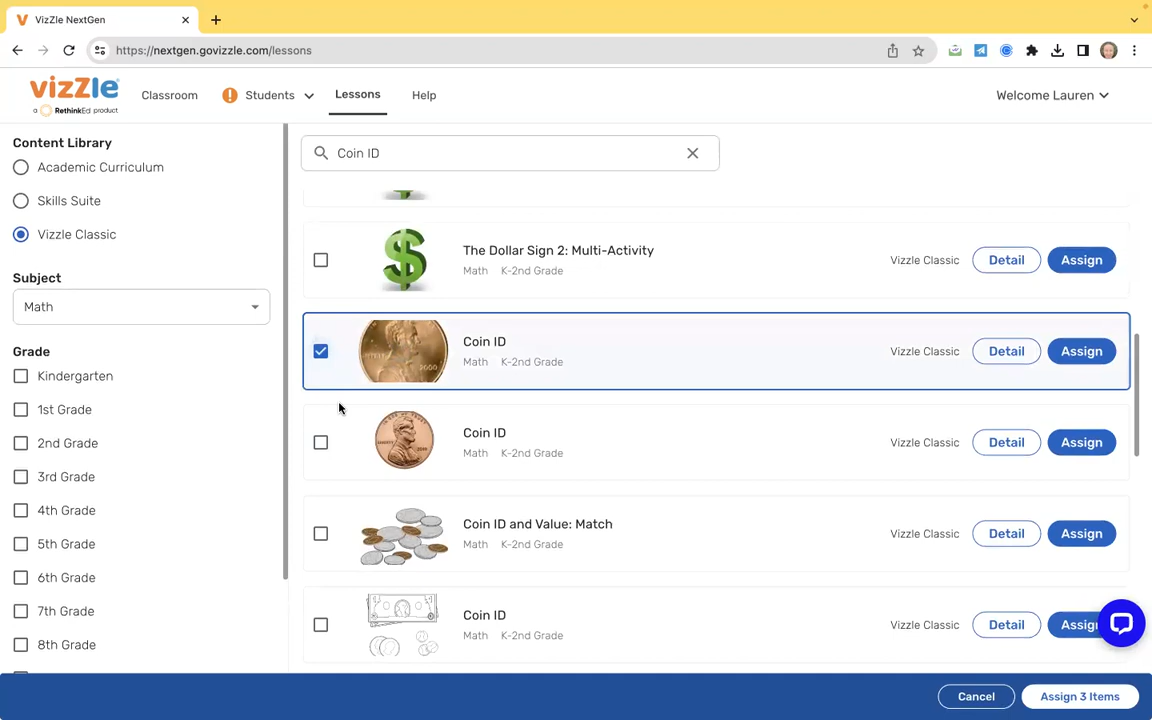 VizZle NextGen
https://nextgen.govizzle.com/lessons
vizZle
a RethinkEd product
Classroom
Students
Lessons
Help
Welcome Lauren
Content Library
Academic Curriculum
Skills Suite
Vizzle Classic
Subject
Math
Grade
Kindergarten
1st Grade
2nd Grade
3rd Grade
4th Grade
5th Grade
6th Grade
7th Grade
8th Grade
Coin ID
The Dollar Sign 2: Multi-Activity
Math K-2nd Grade
Vizzle Classic Detail Assign
Coin ID
Math K-2nd Grade
Vizzle Classic Detail Assign
Coin ID
Math K-2nd Grade
Vizzle Classic Detail Assign
Coin ID and Value: Match
Math K-2nd Grade
Vizzle Classic Detail Assign
Coin ID
Math K-2nd Grade
Vizzle Classic Detail Assign
Cancel Assign 3 Items